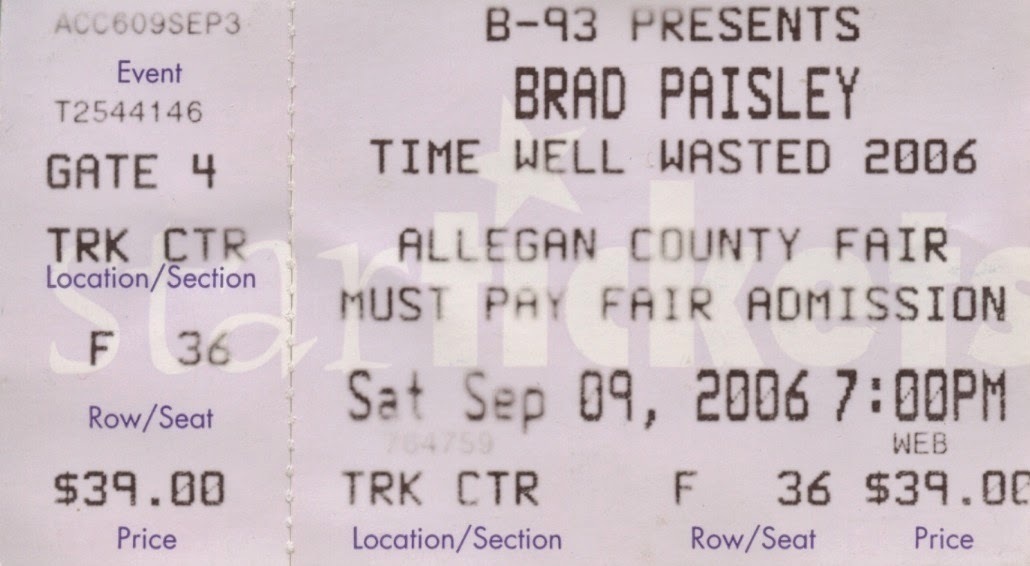 ACC609SEP3
Event
T2544146
GATE 4
TRK CTR
Location/Section
F 36
Row/Seat
$39.00
Price
B-93 PRESENTS
BRAD PAISLEY
TIME WELL WASTED 2006
startickets
ALLEGAN COUNTY FAIR
MUST PAY FAIR ADMISSION
Sat Sep 09, 2006 7:00PM
764759 WEB
TRK CTR F 36 $39.00
Location/Section Row/Seat Price